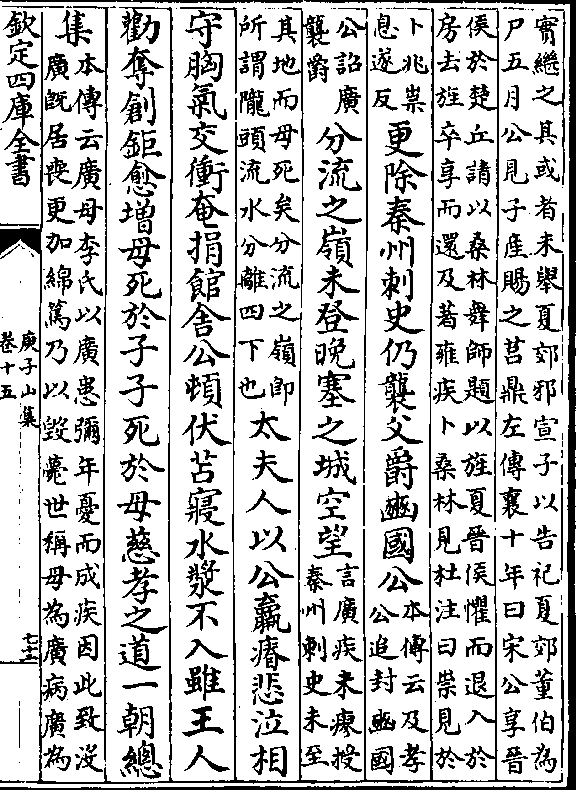 實繼之其或者未舉夏郊邪宣子以告祀夏郊董伯為
尸五月公見子產賜之莒鼎左傳襄十年曰宋公享晉
侯於楚丘請以桑林舞師題以旌夏晉侯懼而退入於
房去旌卒享而還及著雍疾卜桑林見杜注曰祟見於
卜兆祟
息遂反
更除秦州刺史仍襲父爵豳國公
本傳云及孝
公追封豳國
公詔廣
襲爵
分流之嶺未登晚塞之城空望
言廣疾未瘳授
秦州刺史未至
其地而母死矣分流之嶺即
所謂隴頭流水分離四下也
太夫人以公羸瘠悲泣相
守胸氣交衝奄捐館舍公頓伏苫寢水漿不入雖王人
勸奪創鉅愈增母死於子子死於母慈孝之道一朝總
集
本傳云廣母李氏以廣患彌年憂而成疾因此致沒
廣旣居喪更加綿篤乃以毀薨世稱母為廣病廣為
欽定四庫全書
庾子山集
卷十五